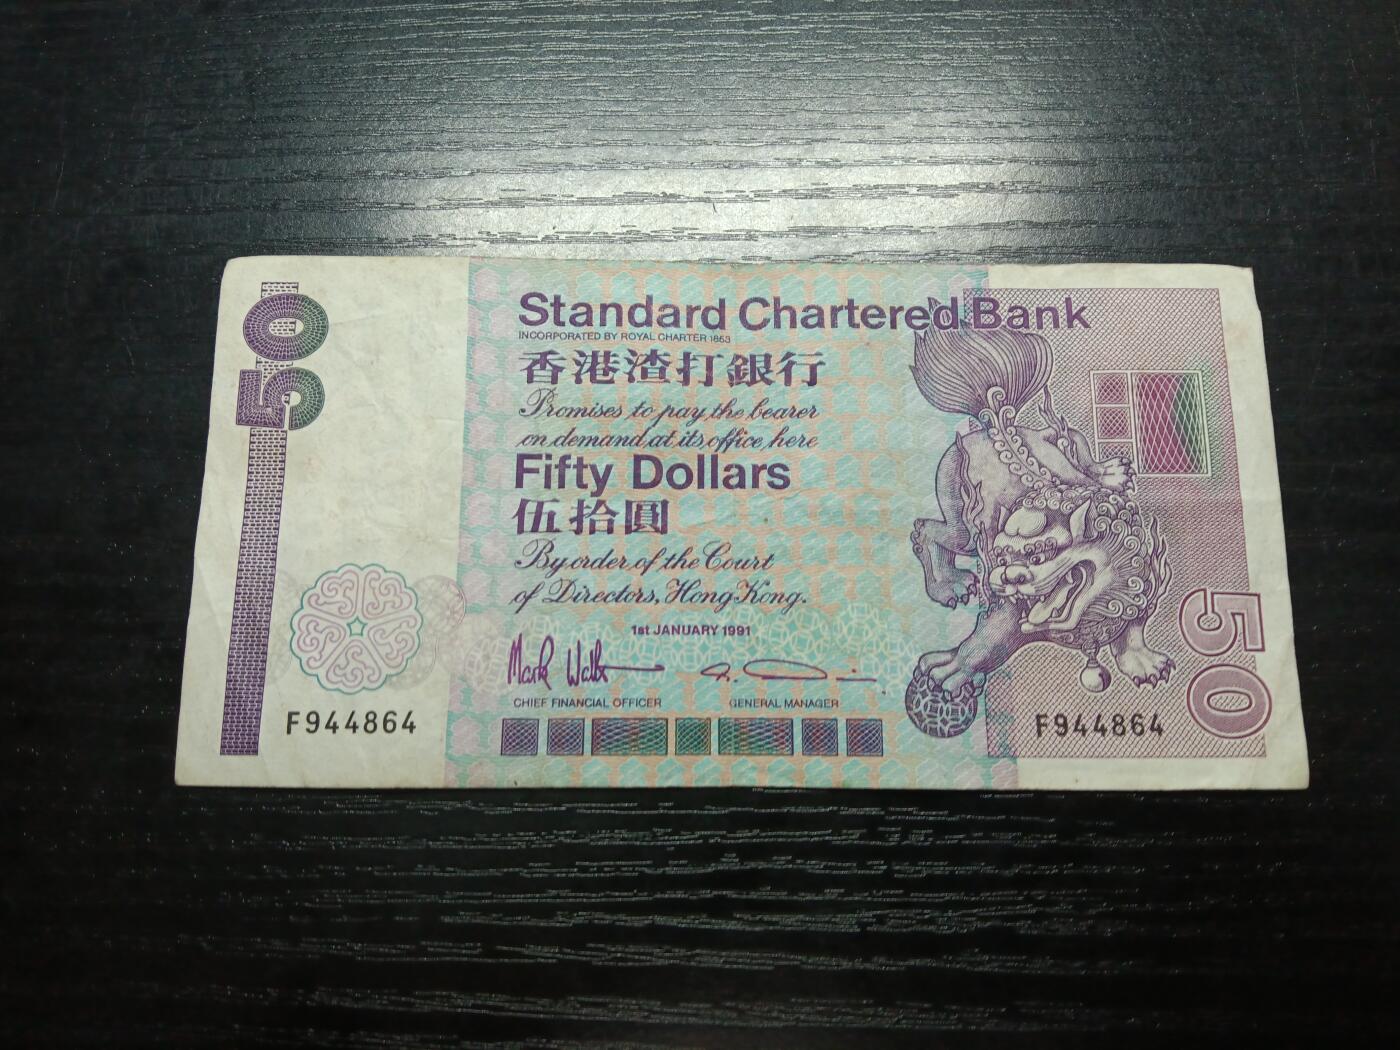 50
Standard Chartered Bank
INCORPORATED BY ROYAL CHARTER 1853
香港渣打銀行
Promises to pay the bearer
on demand at its office here
Fifty Dollars
伍拾圓
By order of the Court
of Directors, Hong Kong.
1st JANUARY 1991
CHIEF FINANCIAL OFFICER GENERAL MANAGER
F944864 F944864
50